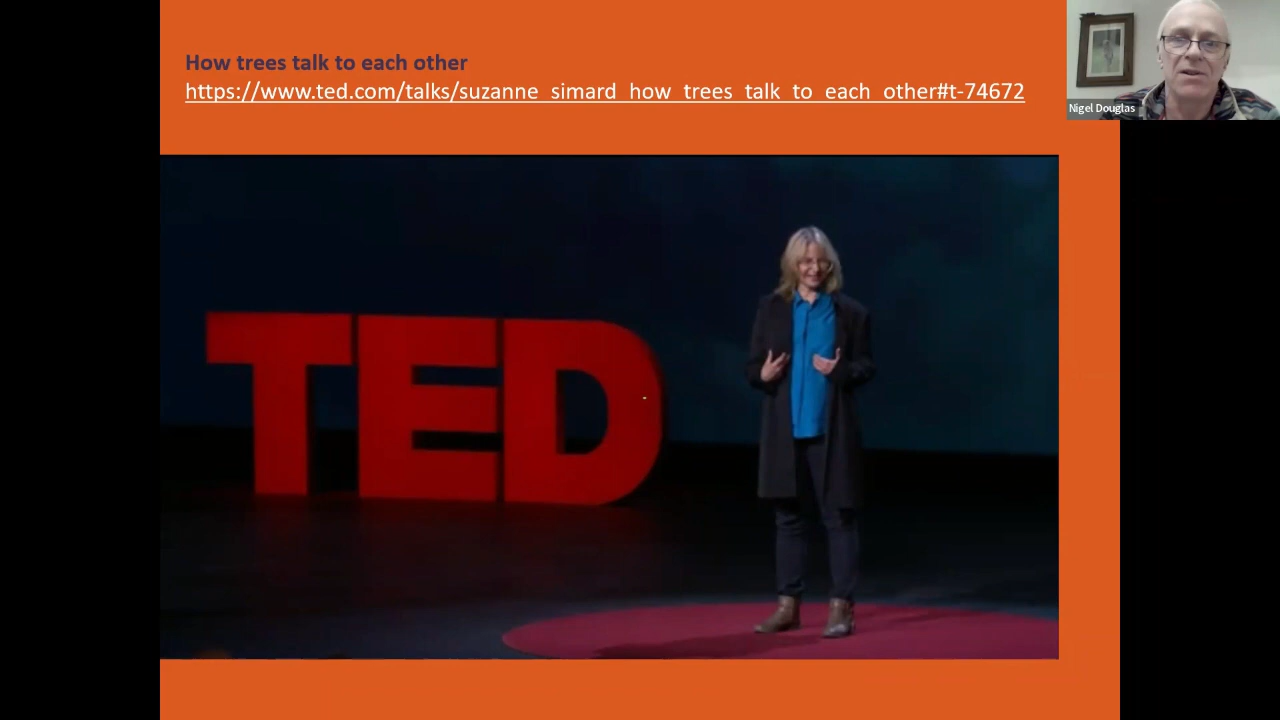 How trees talk to each other
https://www.ted.com/talks/suzanne_simard_how_trees_talk_to_each_other#t-74672
Nigel Douglas
TED